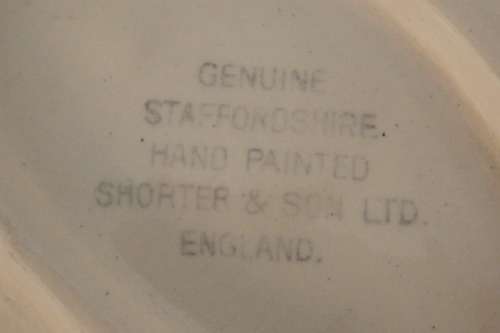 GENUINE
STAFFORDSHIRE.
HAND PAINTED
SHORTER & SON LTD.
ENGLAND.